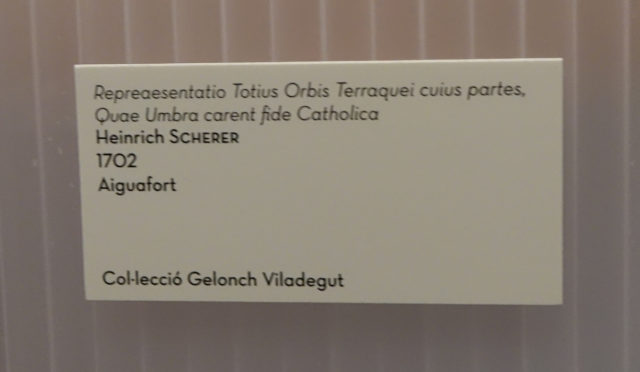 Repreaesentatio Totius Orbis Terraquei cuius partes,
Quae Umbra carent fide Catholica
Heinrich SCHERER
1702
Aiguafort
Col·lecció Gelonch Viladegut